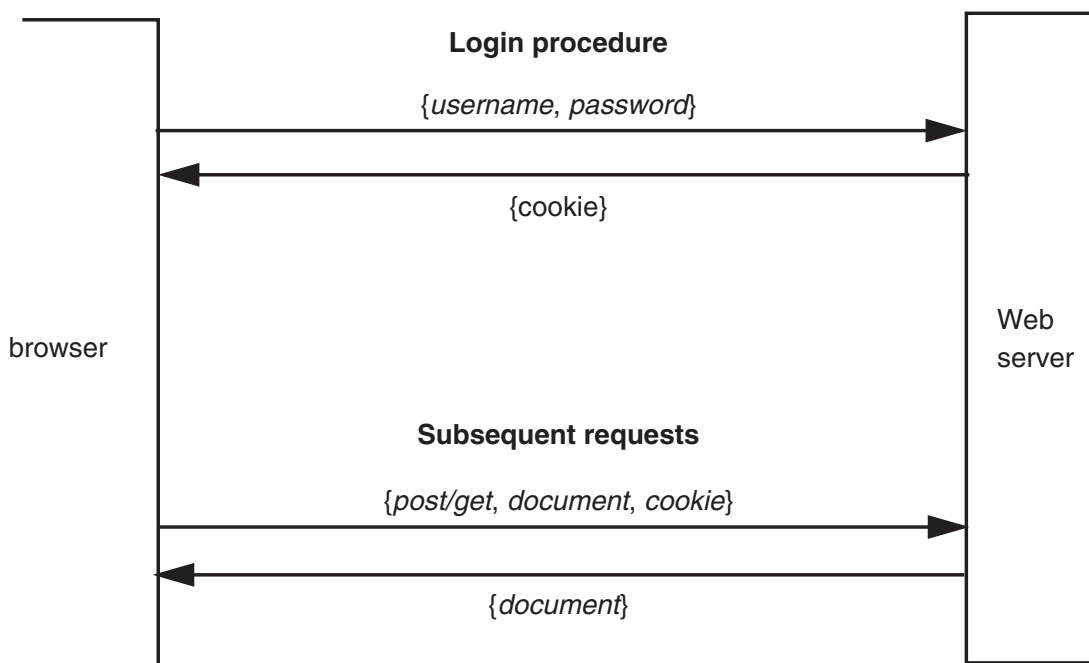 Login procedure
{username, password}
{cookie}
browser
Web
server
Subsequent requests
{post/get, document, cookie}
{document}